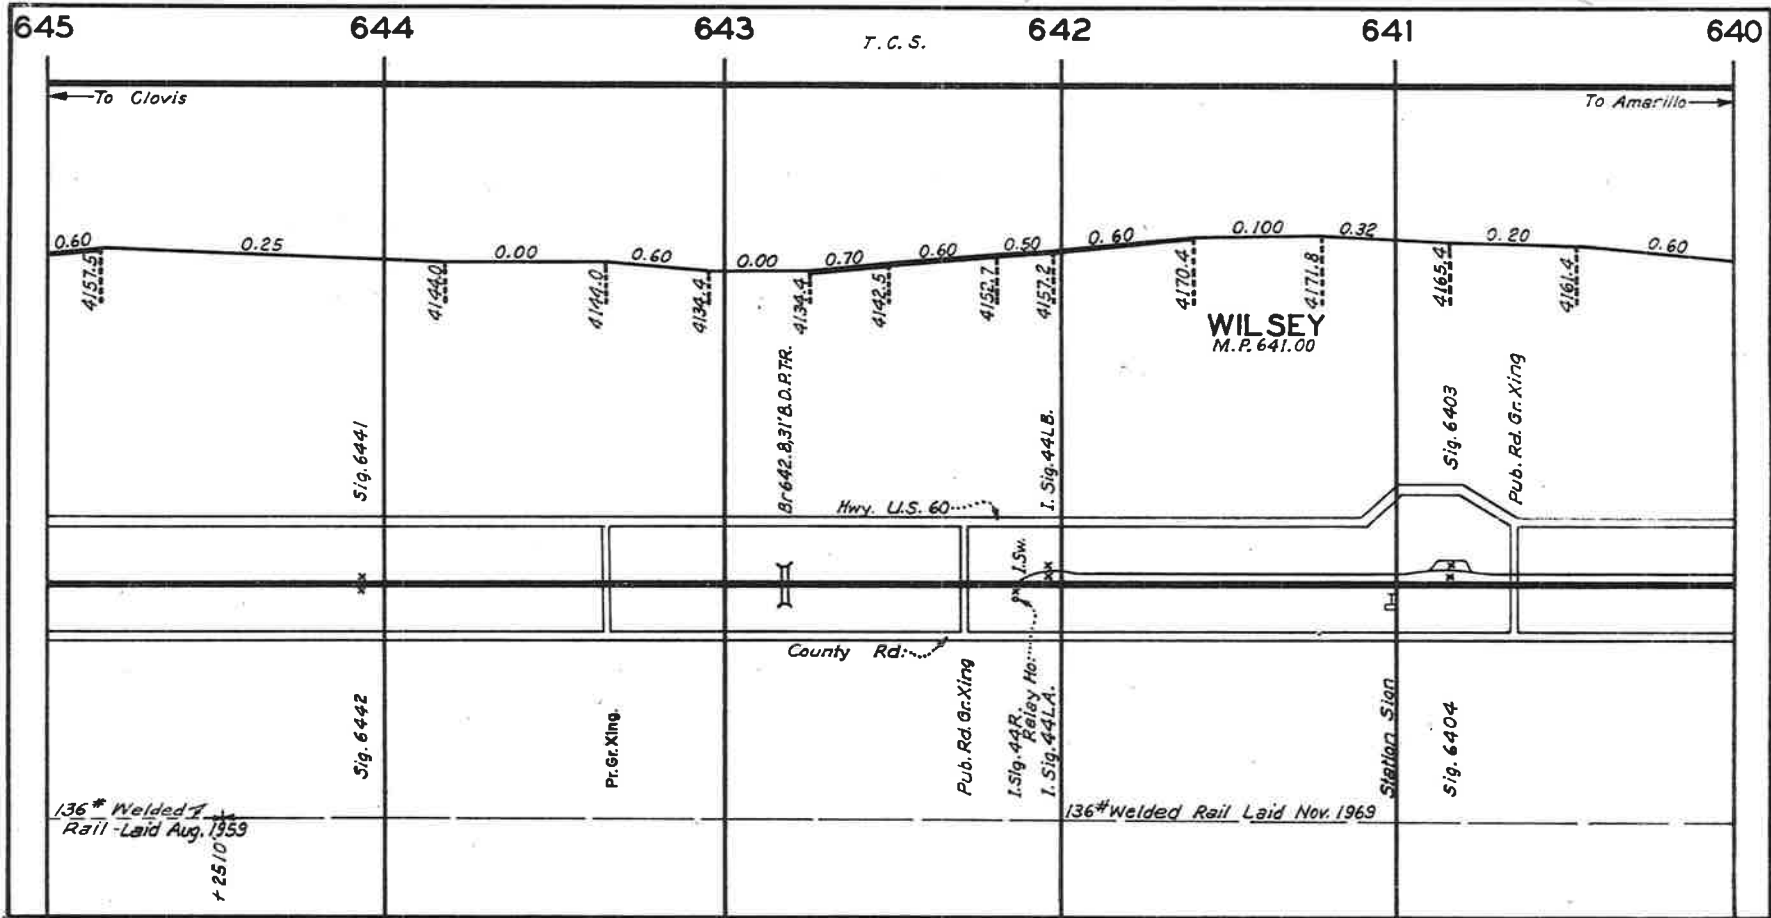 645 644 643 642 641 640
T.C.S.
To Clovis
To Amarillo
0.60 0.25 0.00 0.60 0.00 0.70 0.60 0.50 0.60 0.100 0.32 0.20 0.60
4157.5 4144.0 4144.0 4134.4 4134.4 4142.5 4152.7 4157.2 4170.4 4171.8 4165.4 4161.4
WILSEY
M.P. 641.00
Sig. 6441
Br 642.8, 31' B.D.P.T.R.
I. Sig. 44LB.
Sig. 6403
Pub. Rd. Gr. Xing
Hwy. U.S. 60
I.Sw.
County Rd.
Sig. 6442
Pr. Gr. Xing.
Pub. Rd. Gr. Xing
I. Sig. 44R.
Relay Ho.
I. Sig. 44LA.
Station Sign
Sig. 6404
136# Welded
Rail - Laid Aug. 1959
+ 2510'
136# Welded Rail Laid Nov. 1969